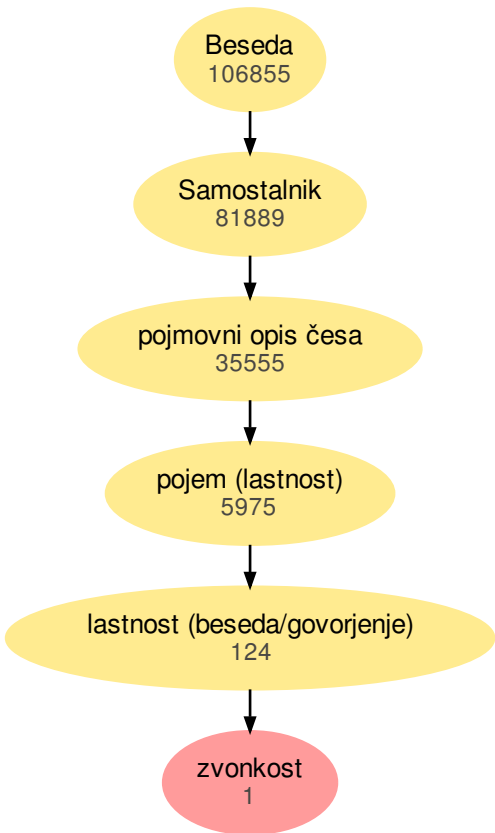 Beseda
106855
Samostalnik
81889
pojmovni opis česa
35555
pojem (lastnost)
5975
lastnost (beseda/govorjenje)
124
zvonkost
1